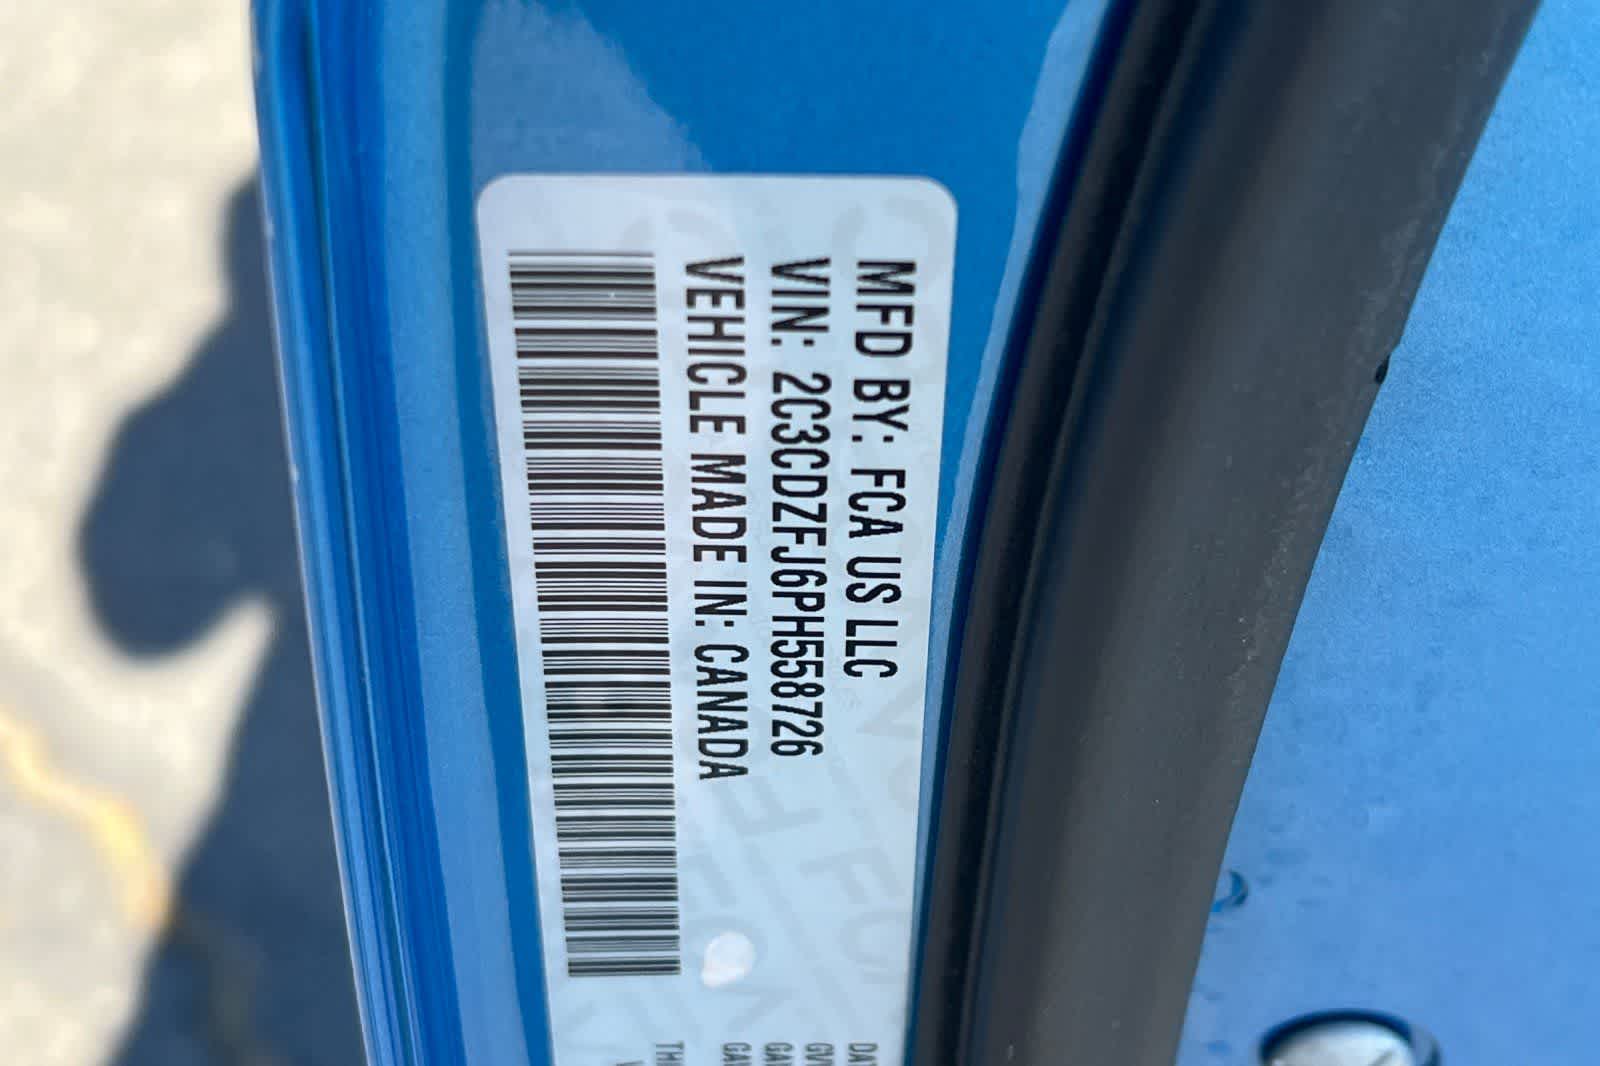 MFD BY: FCA US LLC
VIN: 2C3CDZFJ6PH558726
VEHICLE MADE IN: CANADA